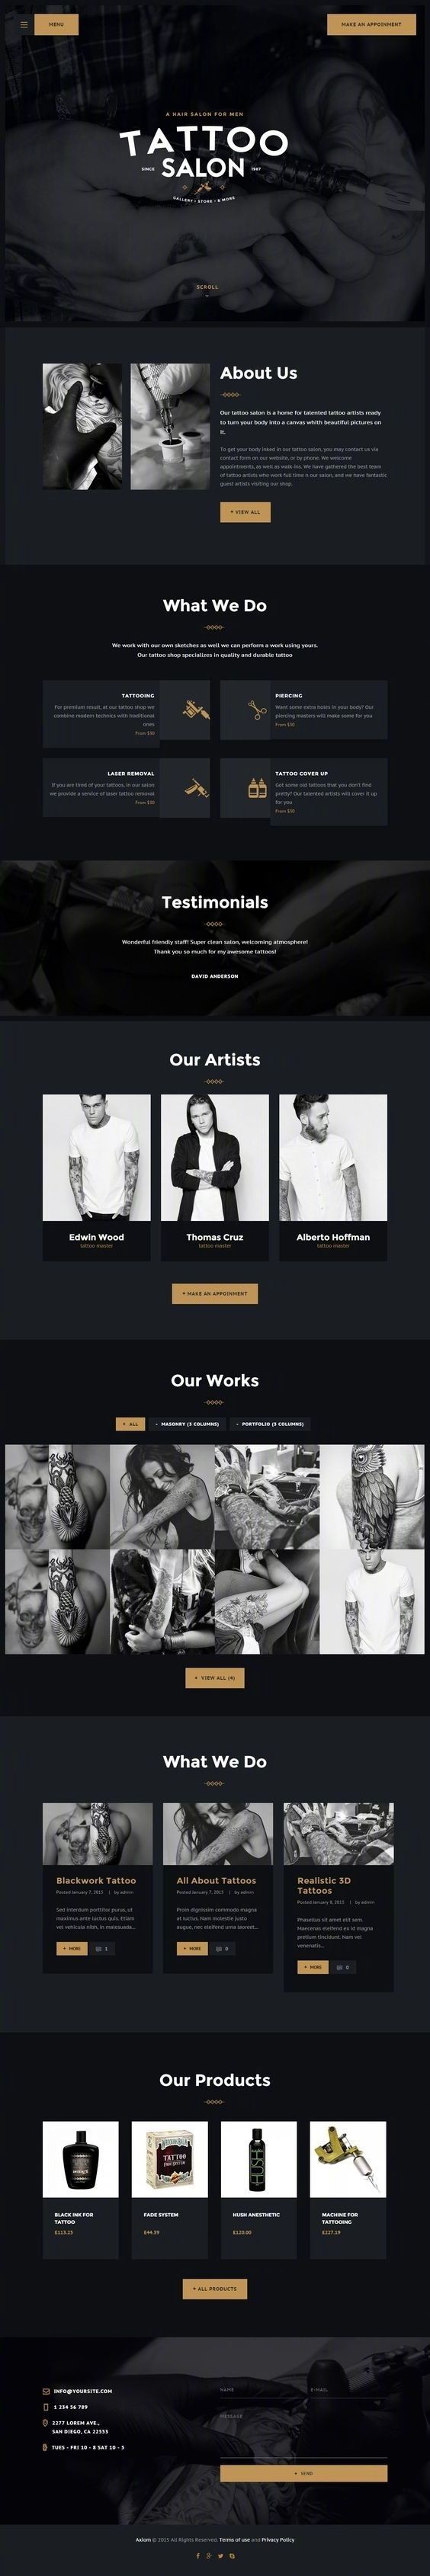 MENU
MAKE AN APPOINMENT
A HAIR SALON FOR MEN
TATTOO
SINCE SALON 1987
GALLERY • STORE • & MORE
SCROLL
About Us
Our tattoo salon is a home for talented tattoo artists ready
to turn your body into a canvas whith beautiful pictures on
it.
To get your body inked in our tattoo salon, you may contact us via
contact form on our website, or by phone. We welcome
appointments, as well as walk-ins. We have gathered the best team
of tattoo artists who work full time in our salon, and we have fantastis
guest artists visiting our shop.
+ VIEW ALL
What We Do
We work with our own sketches as well we can perform a work using yours.
Our tattoo shop specializes in quality and durable tattoo
TATTOOING
For premium result, at our tattoo shop we
combine modern technics with traditional
ones
From $30
PIERCING
Want some extra holes in your body? Our
piercing masters will make some for you
From $30
LASER REMOVAL
If you are tired of your tattoos, in our salon
we provide a service of laser tattoo removal
From $30
TATTOO COVER UP
Got some old tattoos that you don't find
pretty? Our talented artists will cover it up
for you
From $30
Testimonials
Wonderful friendly staff! Super clean salon, welcoming atmosphere!
Thank you so much for my awesome tattoos!
DAVID ANDERSON
Our Artists
Edwin Wood
tattoo master
Thomas Cruz
tattoo master
Alberto Hoffman
tattoo master
+ MAKE AN APPOINMENT
Our Works
+ ALL
- MASONRY (3 COLUMNS)
- PORTFOLIO (3 COLUMNS)
+ VIEW ALL (4)
What We Do
Blackwork Tattoo
Posted January 7, 2015 | by admin
Sed interdum porttitor purus, ut
maximus ante luctus quis. Etiam
vel vehicula nibh, in malesuada...
+ MORE
1
All About Tattoos
Posted January 7, 2015 | by admin
Proin dignissim commodo magna
at luctus. Nam molestie justo
augue, nec eleifend urna laoreet...
+ MORE
0
Realistic 3D
Tattoos
Posted January 6, 2015 | by admin
Phasellus sit amet elit sem.
Maecenas eleifend ex id magna
pretium tincidunt. Nam vel
venenatis...
+ MORE
0
Our Products
BLACK INK FOR
TATTOO
£113.25
TATTOO
FADE SYSTEM
£44.39
HUSH
HUSH ANESTHETIC
£120.00
MACHINE FOR
TATTOOING
£227.19
+ ALL PRODUCTS
INFO@YOURSITE.COM
1 234 56 789
2277 LOREM AVE.,
SAN DIEGO, CA 22553
TUES - FRI 10 - 8 SAT 10 - 5
NAME
E-MAIL
MESSAGE
+ SEND
Axiom © 2015 All Rights Reserved. Terms of use and Privacy Policy